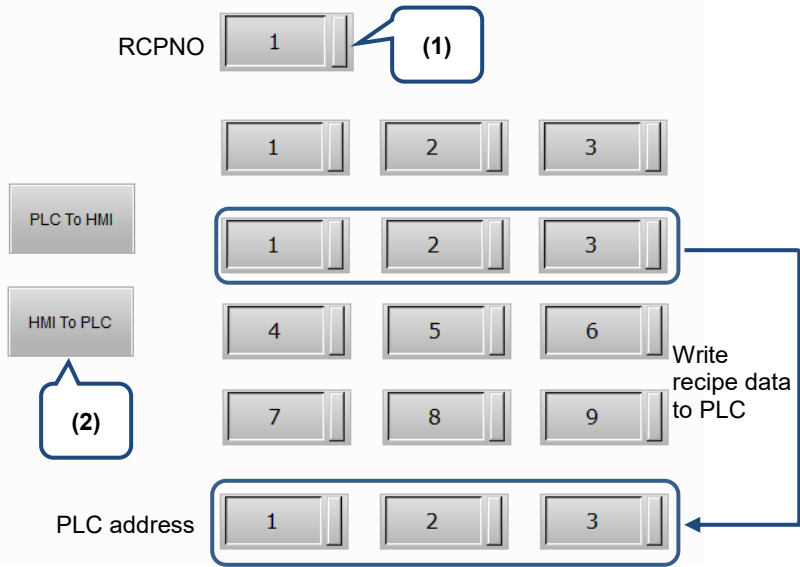 RCPNO 1 (1)
1 2 3
PLC To HMI
1 2 3
HMI To PLC
4 5 6
Write
recipe data
to PLC
(2)
7 8 9
PLC address 1 2 3